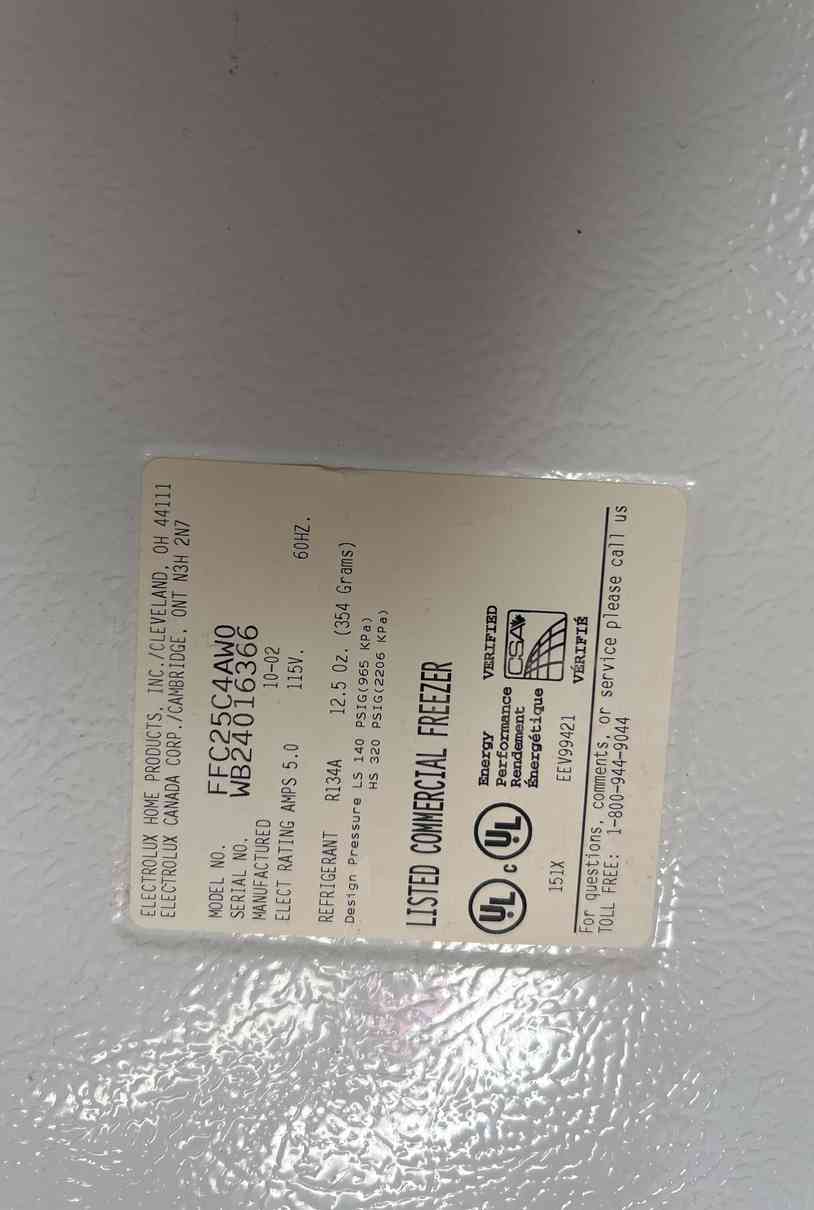 ELECTROLUX HOME PRODUCTS, INC./CLEVELAND, OH 44111
ELECTROLUX CANADA CORP./CAMBRIDGE, ONT N3H 2N7
MODEL NO. FFC25C4AW0
SERIAL NO. WB24016366
MANUFACTURED 10-02
ELECT RATING AMPS 5.0 115V. 60HZ.
REFRIGERANT R134A 12.5 Oz. (354 Grams)
Design Pressure LS 140 PSIG(965 KPa)
HS 320 PSIG(2206 KPa)
LISTED COMMERCIAL FREEZER
UL C UL
Energy VERIFIED
Performance CSA
Rendement
Énergétique VÉRIFIÉ
151X EEV99421
For questions, comments, or service please call us
TOLL FREE: 1-800-944-9044